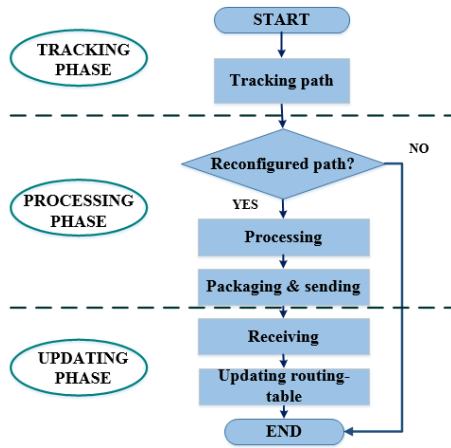 START
TRACKING
PHASE
Tracking path
Reconfigured path?
NO
YES
PROCESSING
PHASE
Processing
Packaging & sending
Receiving
UPDATING
PHASE
Updating routing-
table
END